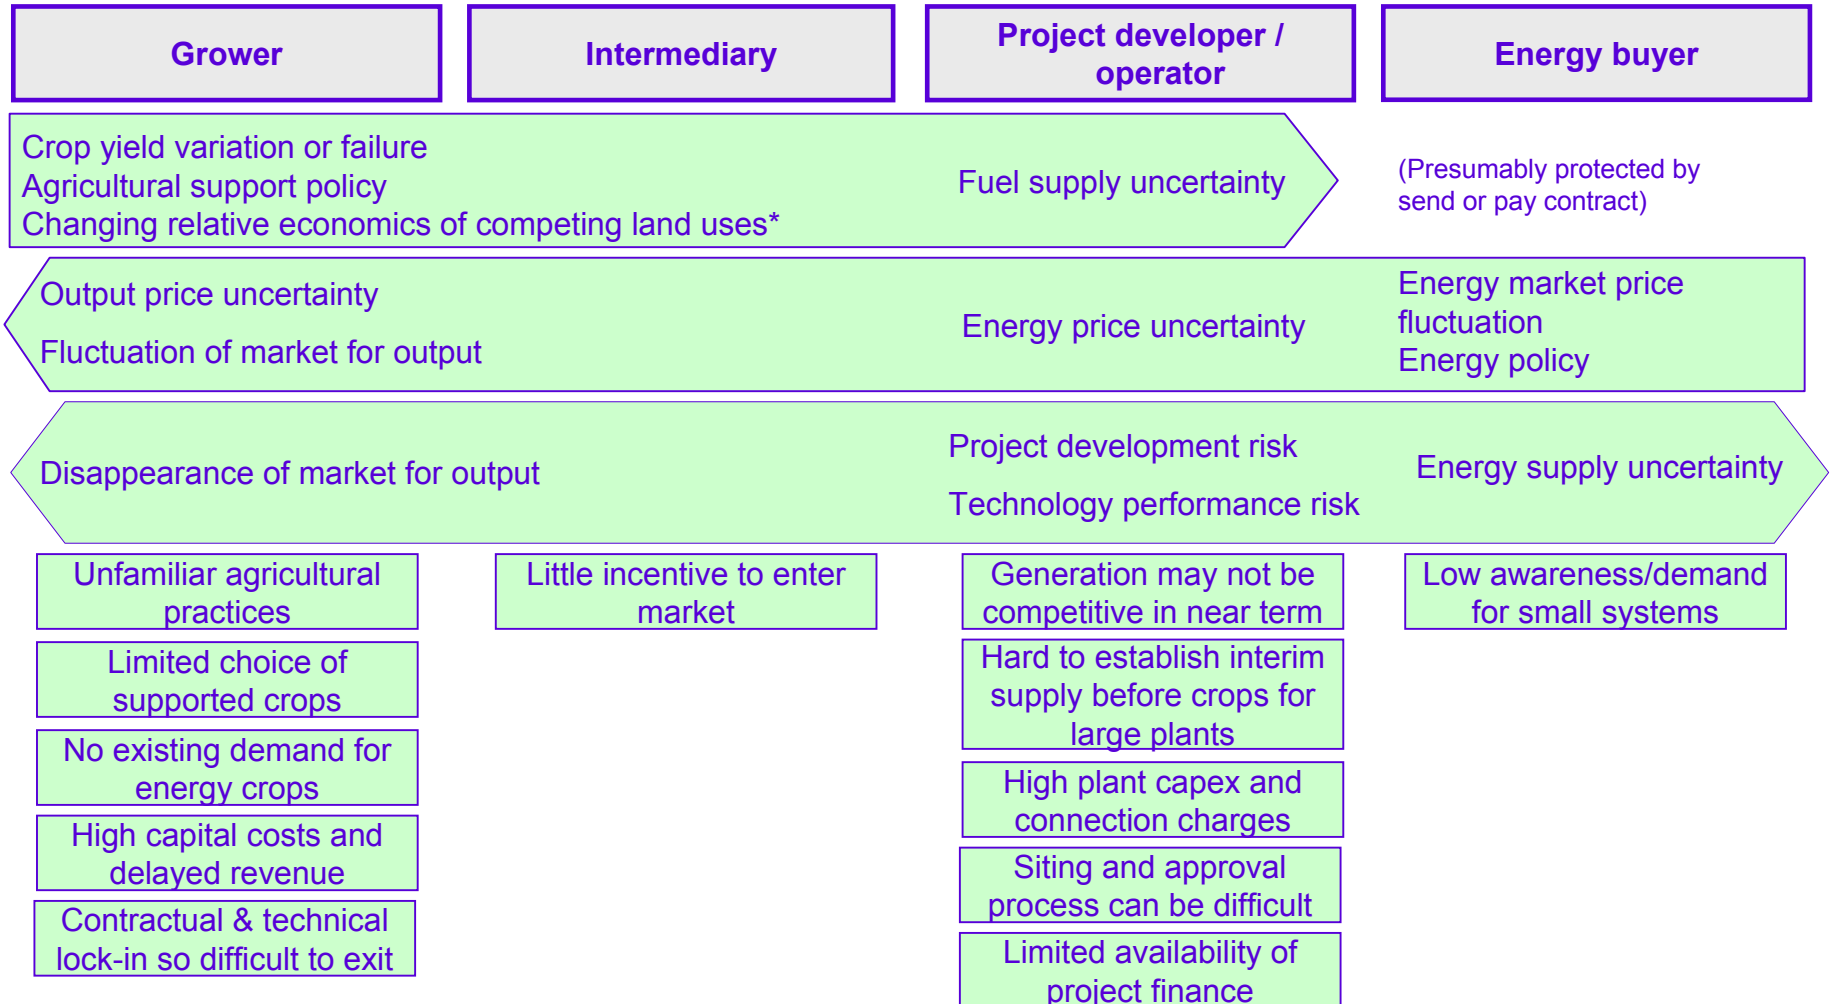 Grower
Intermediary
Project developer /
operator
Energy buyer
Crop yield variation or failure
Agricultural support policy
Changing relative economics of competing land uses*
Fuel supply uncertainty
(Presumably protected by
send or pay contract)
Output price uncertainty
Fluctuation of market for output
Energy price uncertainty
Energy market price
fluctuation
Energy policy
Disappearance of market for output
Project development risk
Technology performance risk
Energy supply uncertainty
Unfamiliar agricultural
practices
Limited choice of
supported crops
No existing demand for
energy crops
High capital costs and
delayed revenue
Contractual & technical
lock-in so difficult to exit
Little incentive to enter
market
Generation may not be
competitive in near term
Hard to establish interim
supply before crops for
large plants
High plant capex and
connection charges
Siting and approval
process can be difficult
Limited availability of
project finance
Low awareness/demand
for small systems